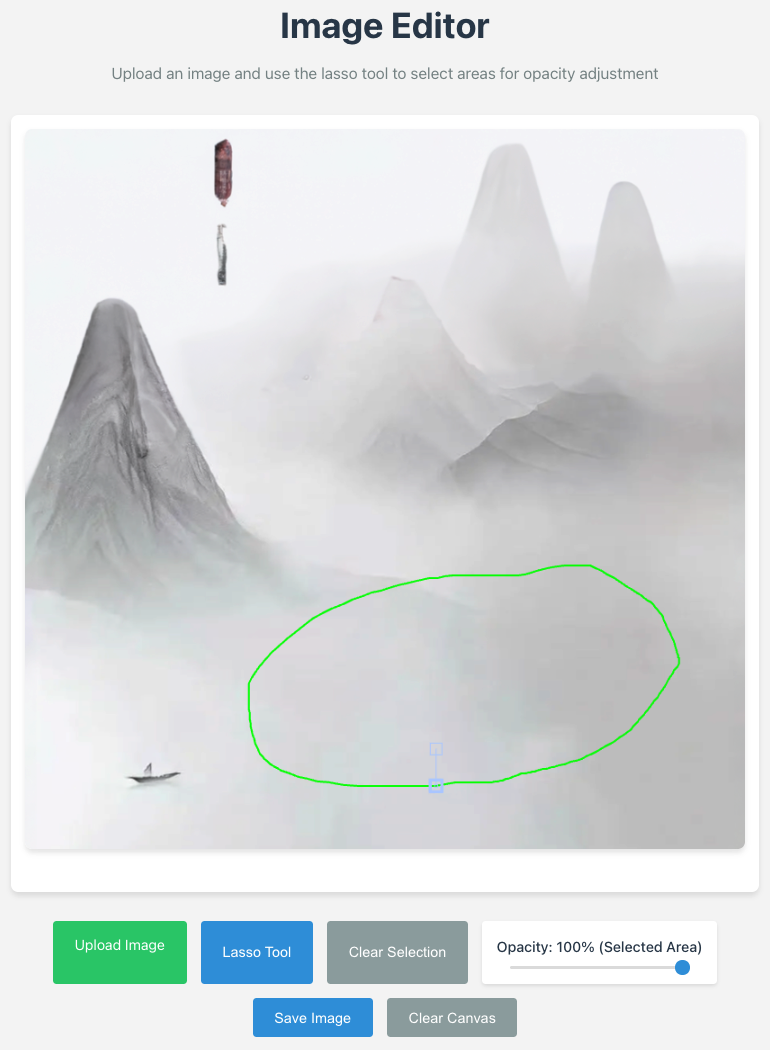 Image Editor
Upload an image and use the lasso tool to select areas for opacity adjustment
Upload Image
Lasso Tool
Clear Selection
Opacity: 100% (Selected Area)
Save Image
Clear Canvas